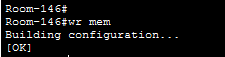 Room-146#
Room-146#wr mem
Building configuration...
[OK]